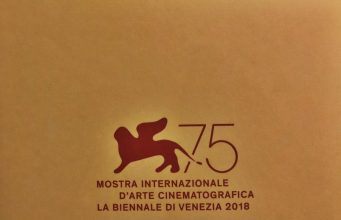 75
MOSTRA INTERNAZIONALE
D'ARTE CINEMATOGRAFICA
LA BIENNALE DI VENEZIA 2018